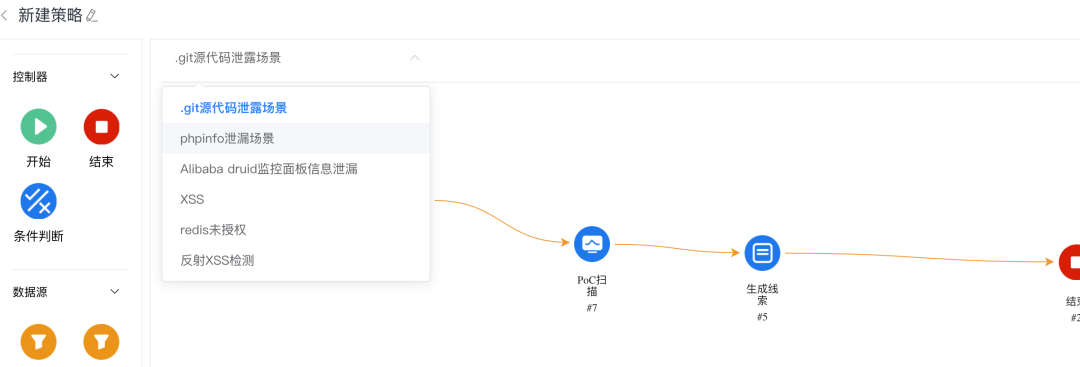 新建策略
控制器
开始
结束
条件判断
数据源
.git源代码泄露场景
.git源代码泄露场景
phpinfo泄漏场景
Alibaba druid监控面板信息泄漏
XSS
redis未授权
反射XSS检测
PoC扫
描
#7
生成线
索
#5
结束
#2